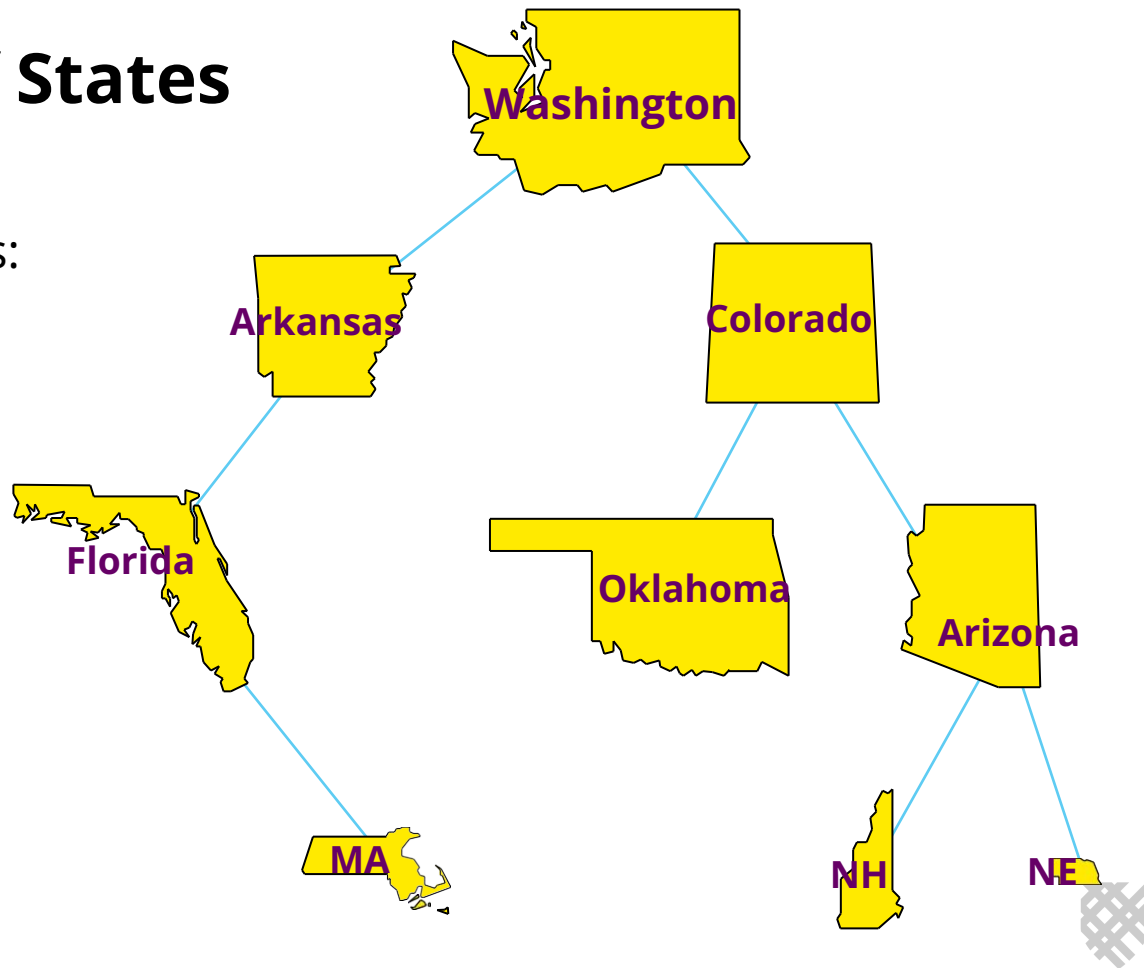 States
s:
Washington
Arkansas
Colorado
Florida
Oklahoma
Arizona
MA
NH
NE